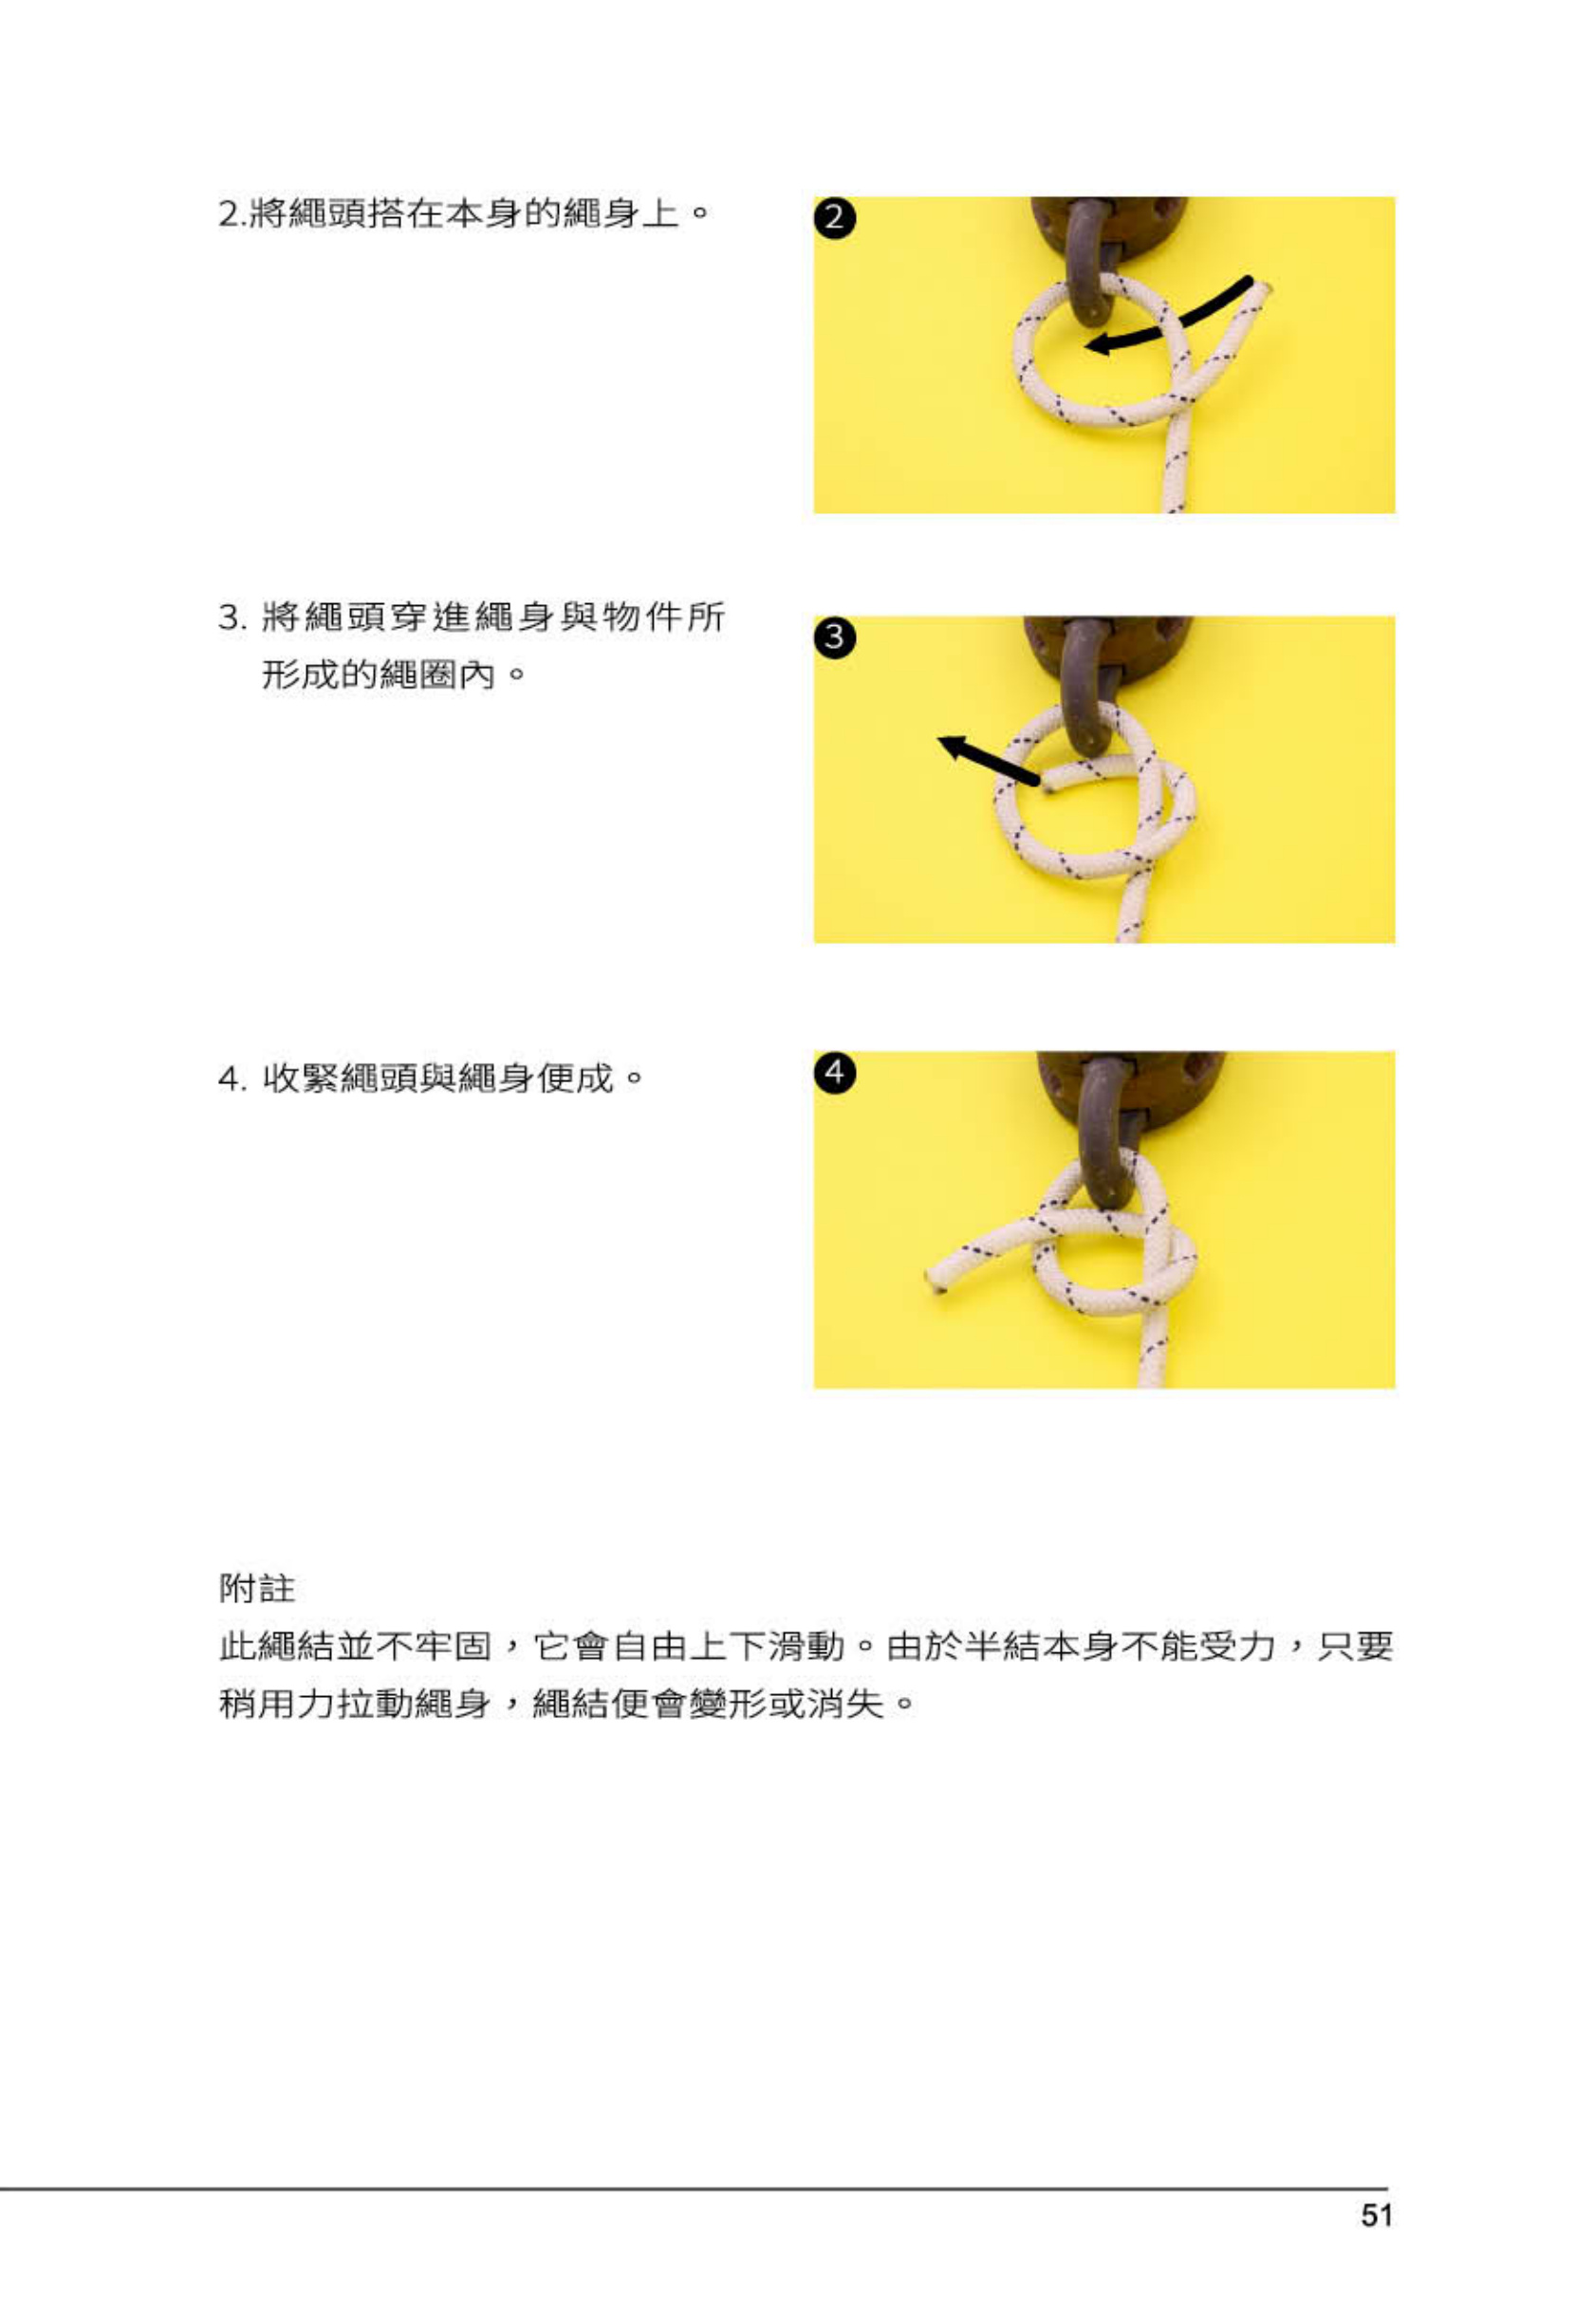 2.將繩頭搭在本身的繩身上。
2
3. 將繩頭穿進繩身與物件所
形成的繩圈內。
3
4. 收緊繩頭與繩身便成。
4
附註
此繩結並不牢固，它會自由上下滑動。由於半結本身不能受力，只要
稍用力拉動繩身，繩結便會變形或消失。
51